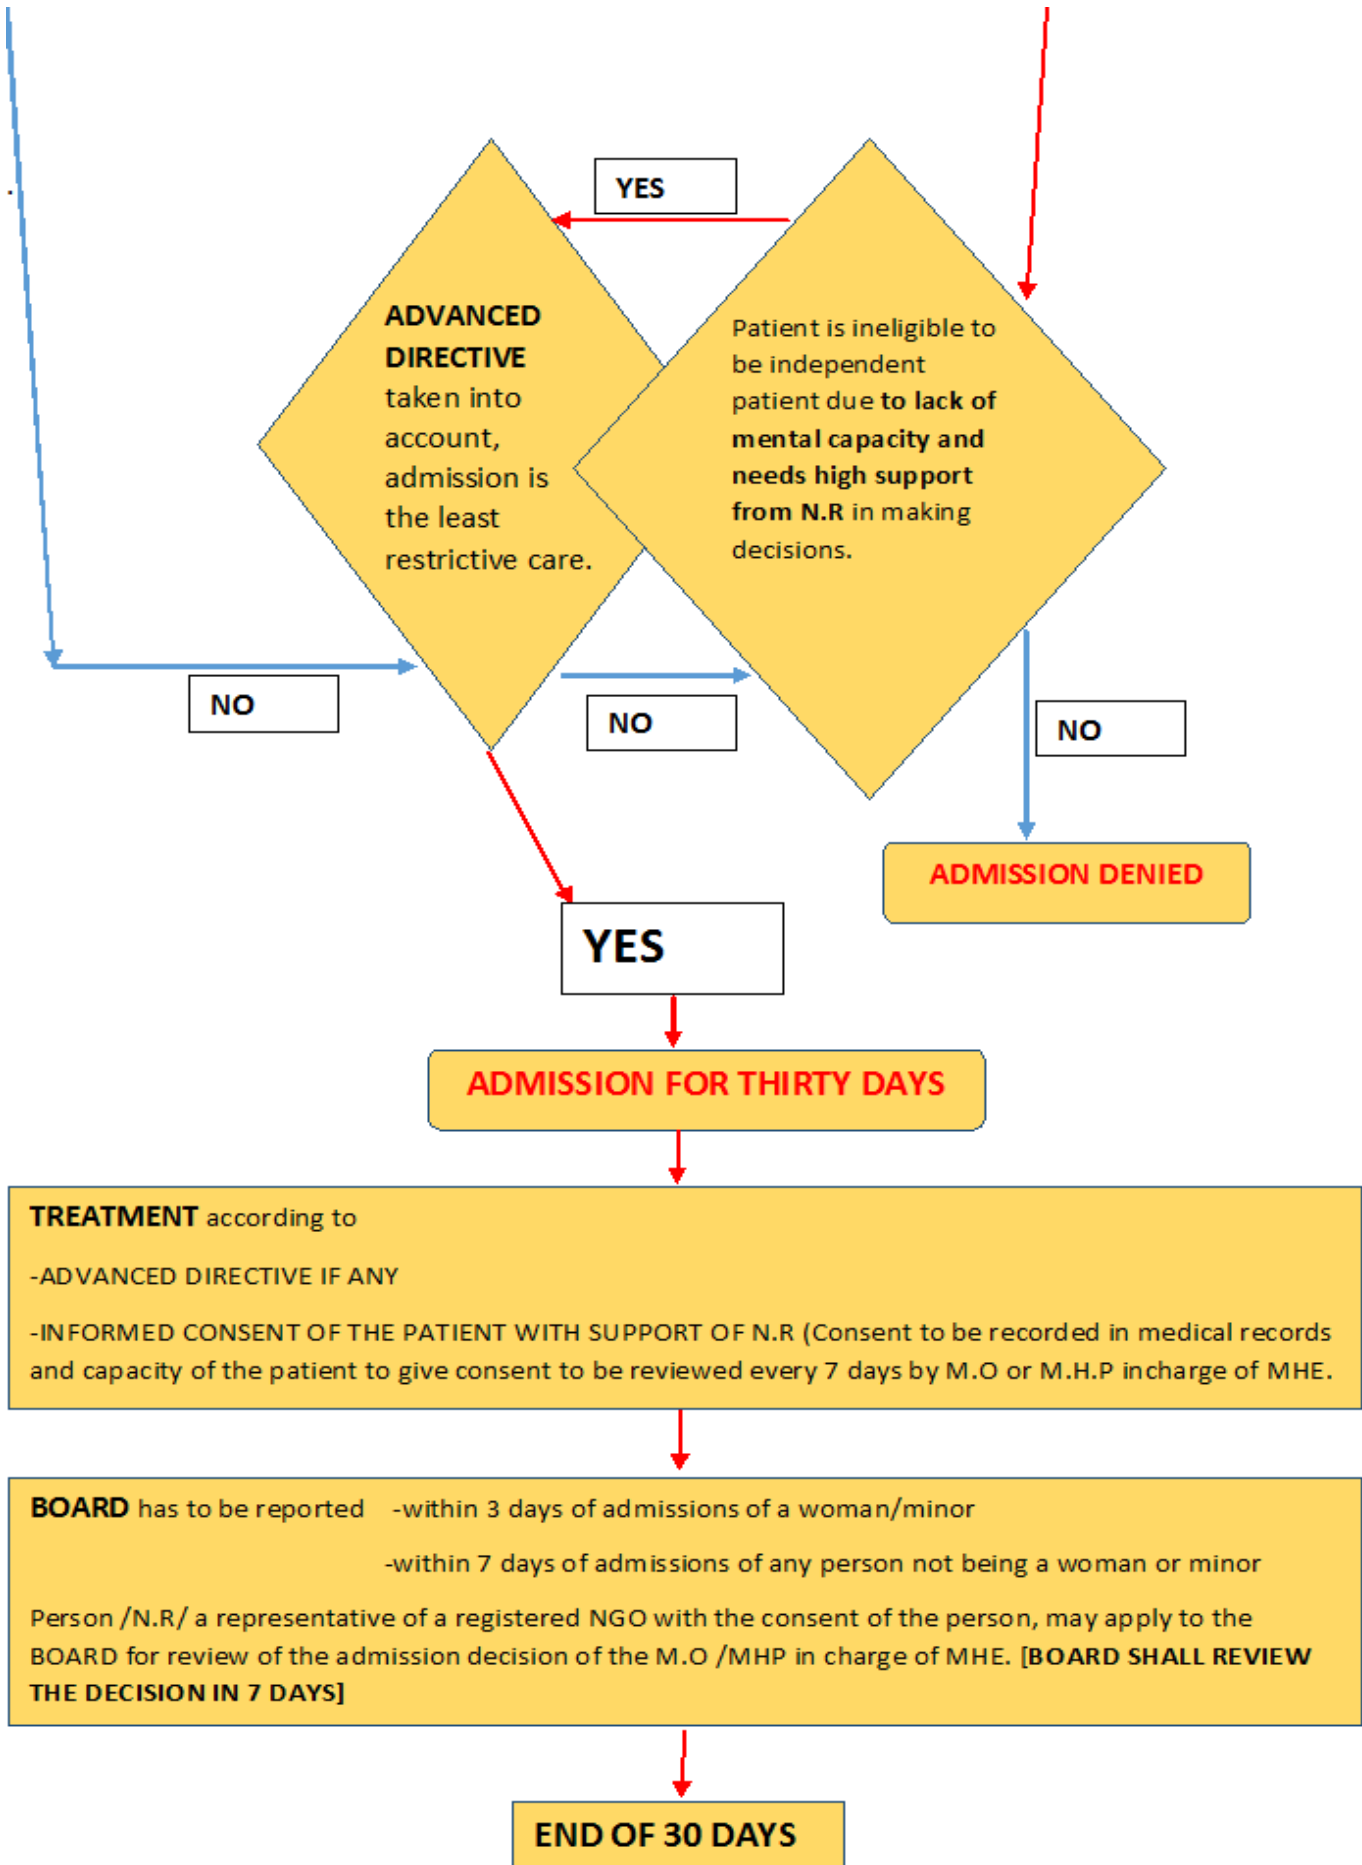 YES
ADVANCED
DIRECTIVE
taken into
account,
admission is
the least
restrictive care.
Patient is ineligible to
be independent
patient due to lack of
mental capacity and
needs high support
from N.R in making
decisions.
NO
NO
NO
ADMISSION DENIED
YES
ADMISSION FOR THIRTY DAYS
TREATMENT according to
-ADVANCED DIRECTIVE IF ANY
-INFORMED CONSENT OF THE PATIENT WITH SUPPORT OF N.R (Consent to be recorded in medical records
and capacity of the patient to give consent to be reviewed every 7 days by M.O or M.H.P incharge of MHE.
BOARD has to be reported -within 3 days of admissions of a woman/minor
-within 7 days of admissions of any person not being a woman or minor
Person /N.R/ a representative of a registered NGO with the consent of the person, may apply to the
BOARD for review of the admission decision of the M.O /MHP in charge of MHE. [BOARD SHALL REVIEW
THE DECISION IN 7 DAYS]
END OF 30 DAYS